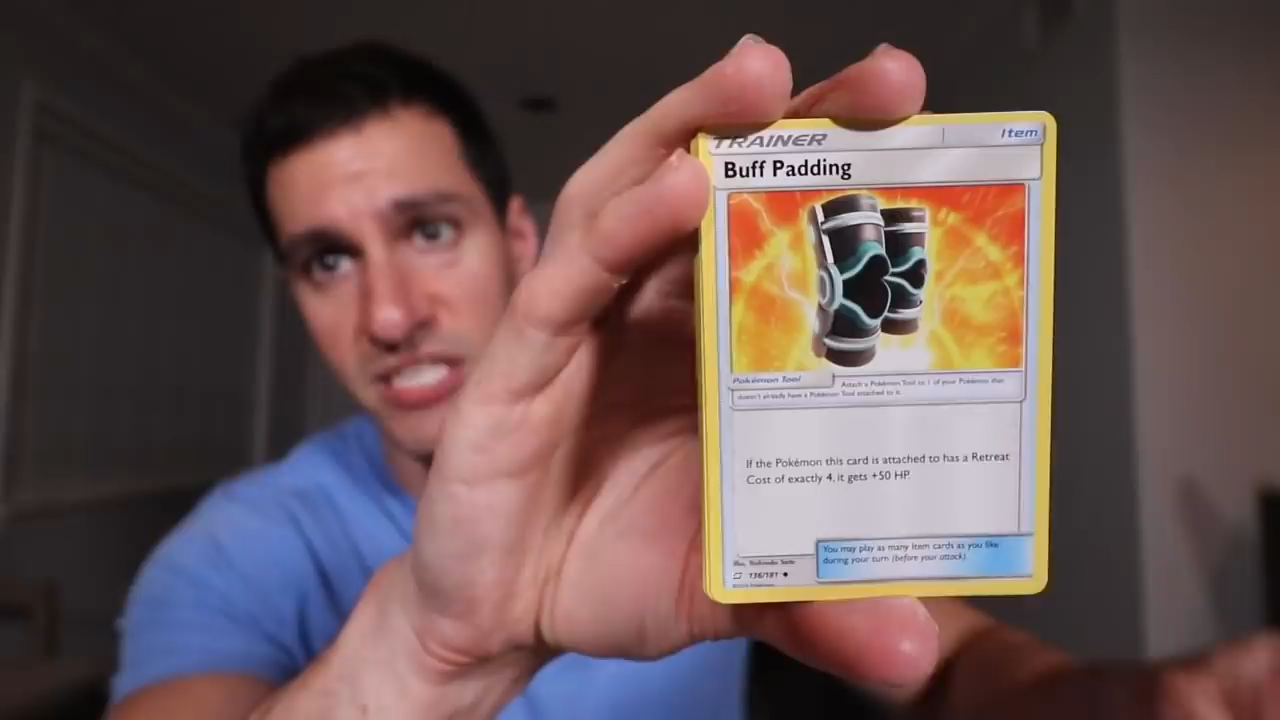 TRAINER Item
Buff Padding
Pokémon Tool Attach a Pokémon Tool to 1 of your Pokémon that
doesn't already have a Pokémon Tool attached to it.
If the Pokémon this card is attached to has a Retreat
Cost of exactly 4, it gets +50 HP.
You may play as many Item cards as you like
during your turn (before your attack).
Illus.
136/181